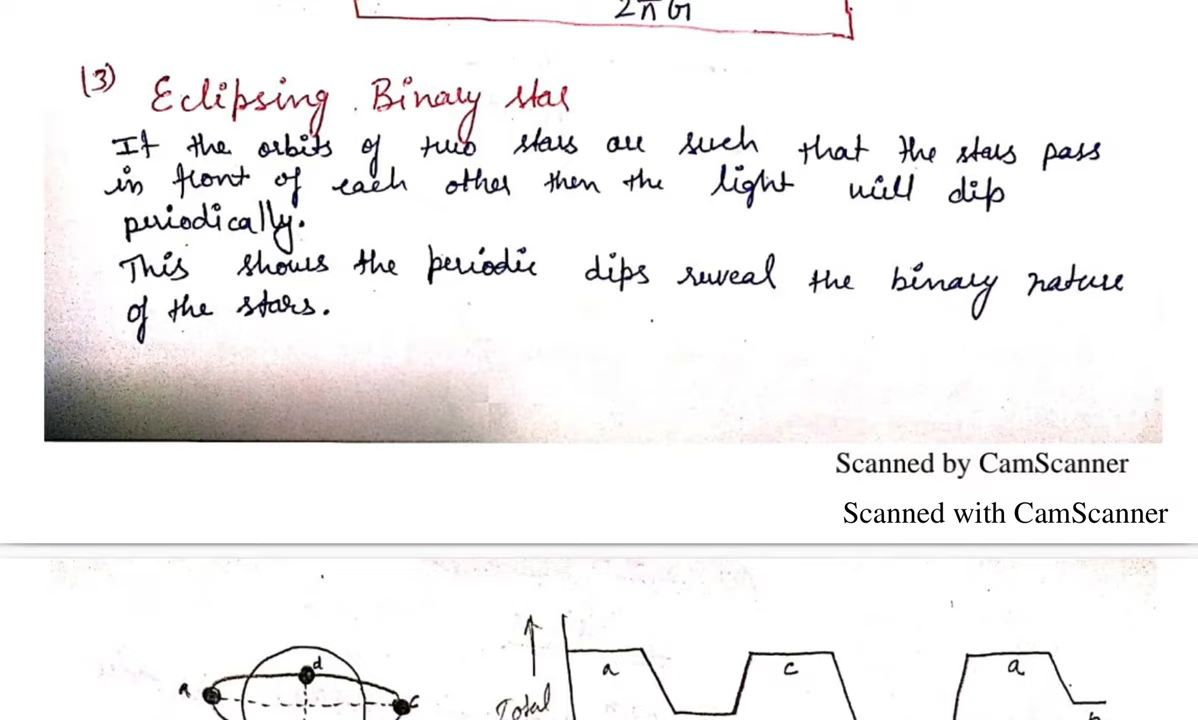 2πG
(3) Eclipsing Binary star
If the orbits of two stars are such that the stars pass
in front of each other then the light will dip
periodically.
This shows the periodic dips reveal the binary nature
of the stars.
Scanned by CamScanner
Scanned with CamScanner
d
a
c
a
c
a
b
Total